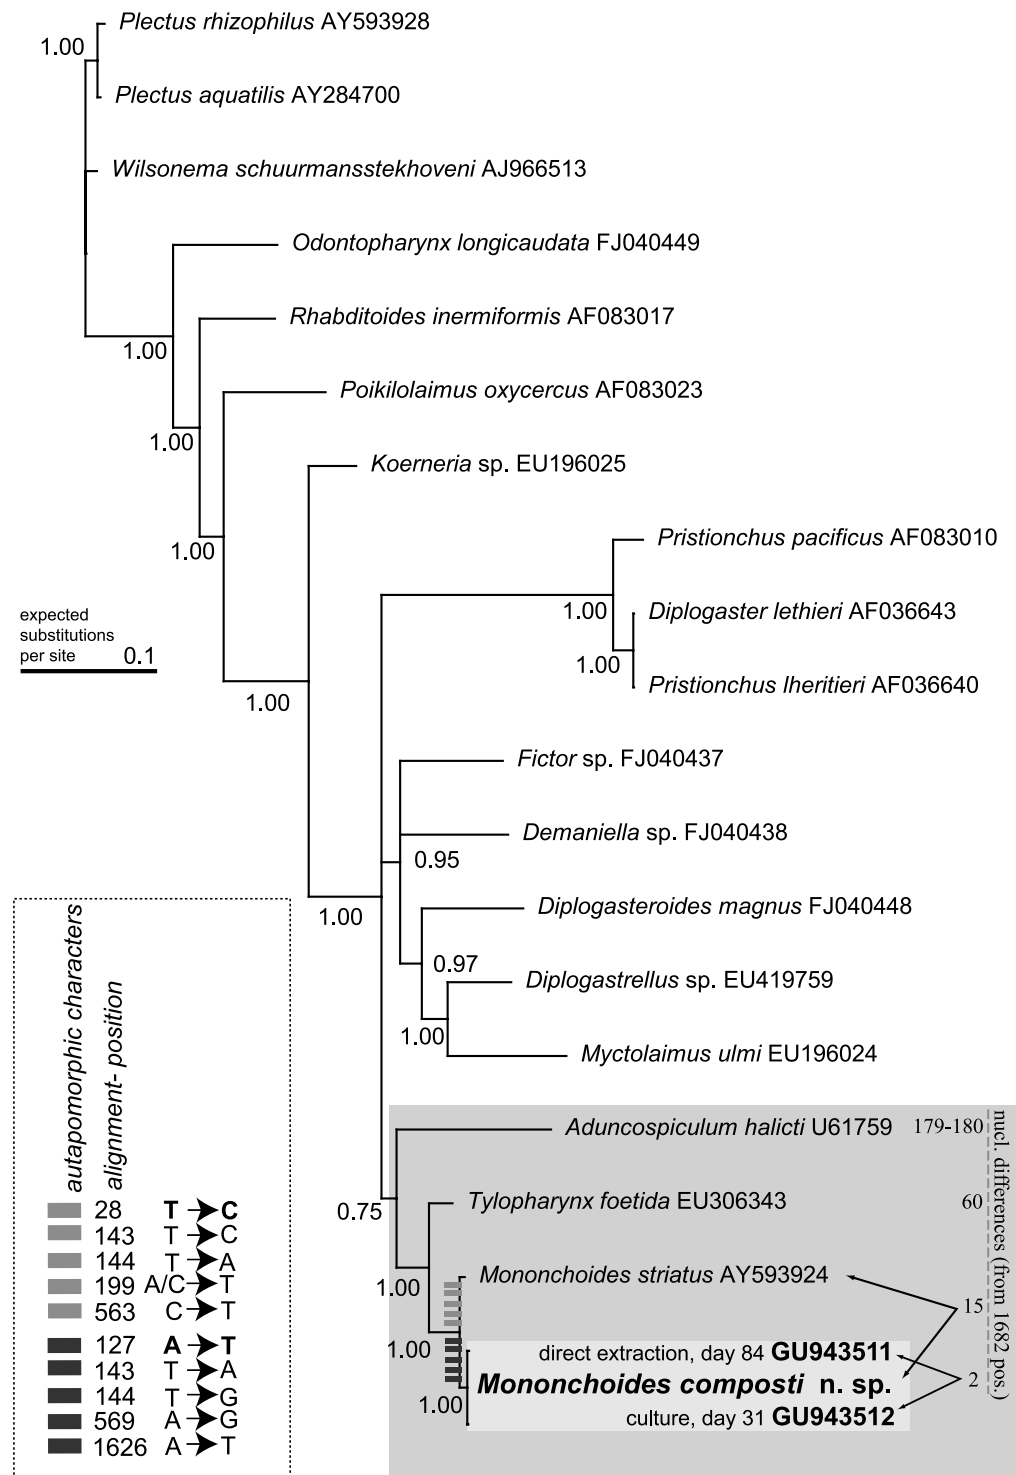 Plectus rhizophilus AY593928
1.00
Plectus aquatilis AY284700
Wilsonema schuurmansstekhoveni AJ966513
Odontopharynx longicaudata FJ040449
Rhabditoides inermiformis AF083017
1.00
Poikilolaimus oxycercus AF083023
1.00
Koerneria sp. EU196025
Pristionchus pacificus AF083010
1.00
expected
substitutions
per site 0.1
1.00
Diplogaster lethieri AF036643
1.00
Pristionchus lheritieri AF036640
1.00
Fictor sp. FJ040437
Demaniella sp. FJ040438
0.95
Diplogasteroides magnus FJ040448
1.00
0.97
Diplogastrellus sp. EU419759
1.00
Myctolaimus ulmi EU196024
Aduncospiculum halicti U61759 179-180
Tylopharynx foetida EU306343 60
0.75
Mononchoides striatus AY593924
1.00
15
1.00
direct extraction, day 84 GU943511
Mononchoides composti n. sp. 2
1.00
culture, day 31 GU943512
nucl. differences (from 1682 pos.)
autapomorphic characters
alignment- position
28 T C
143 T C
144 T A
199 A/C T
563 C T
127 A T
143 T A
144 T G
569 A G
1626 A T